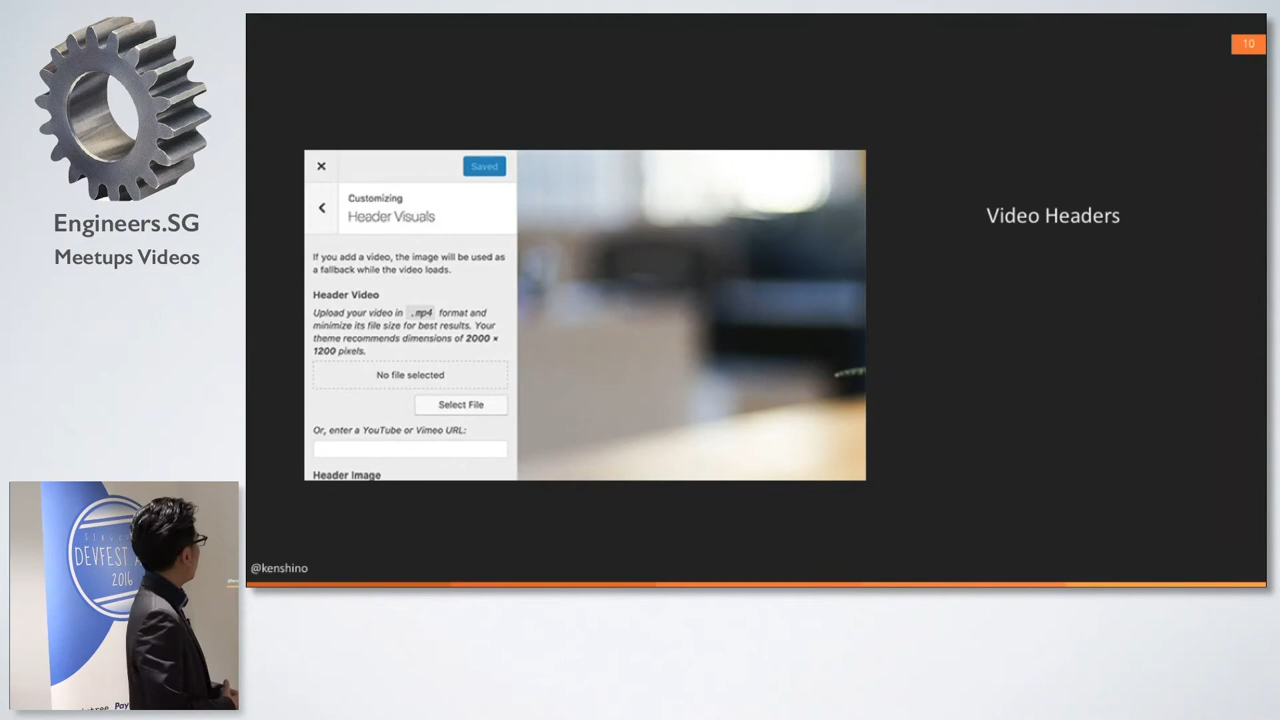 Engineers.SG
Meetups Videos
10
Saved
Customizing
Header Visuals
If you add a video, the image will be used as
a fallback while the video loads.
Header Video
Upload your video in .mp4 format and
minimize its file size for best results. Your
theme recommends dimensions of 2000 ×
1200 pixels.
No file selected
Select File
Or, enter a YouTube or Vimeo URL:
Header Image
Video Headers
@kenshino
DEVFEST
2016